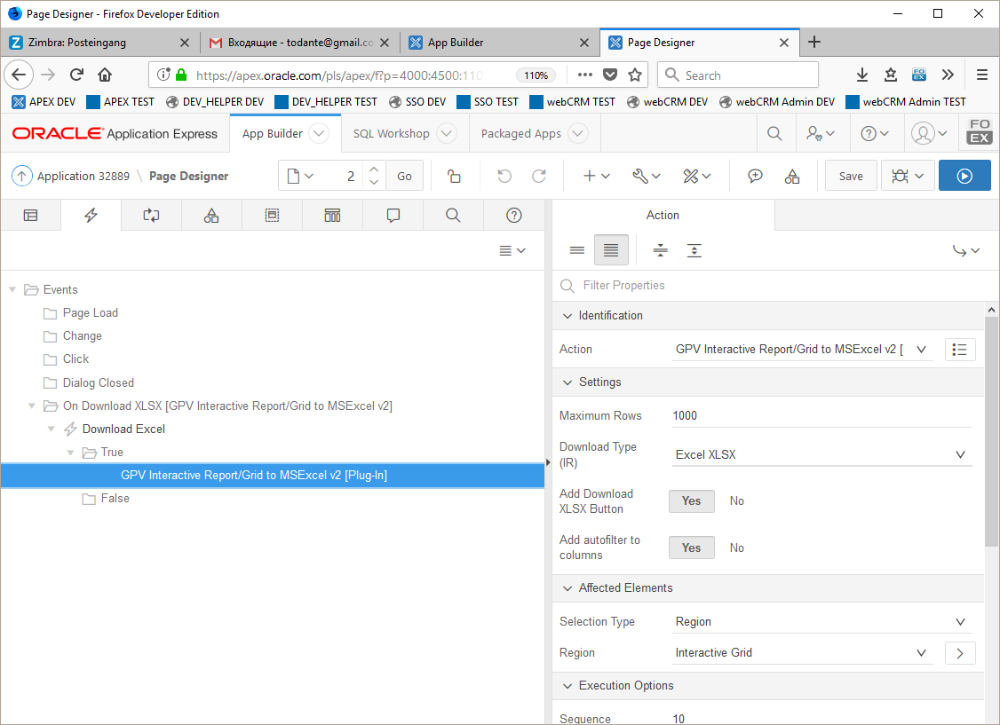 Page Designer - Firefox Developer Edition
Zimbra: Posteingang
Входящие - todante@gmail.co
App Builder
Page Designer
https://apex.oracle.com/pls/apex/f?p=4000:4500:110
110%
Search
APEX DEV
APEX TEST
DEV_HELPER DEV
DEV_HELPER TEST
SSO DEV
SSO TEST
webCRM TEST
webCRM DEV
webCRM Admin DEV
webCRM Admin TEST
ORACLE Application Express
App Builder
SQL Workshop
Packaged Apps
FO
EX
Application 32889 \ Page Designer
2
Go
Save
Action
Filter Properties
Events
Page Load
Change
Click
Dialog Closed
On Download XLSX [GPV Interactive Report/Grid to MSExcel v2]
Download Excel
True
GPV Interactive Report/Grid to MSExcel v2 [Plug-In]
False
Identification
Action
GPV Interactive Report/Grid to MSExcel v2 [
Settings
Maximum Rows
1000
Download Type
(IR)
Excel XLSX
Add Download
XLSX Button
Yes
No
Add autofilter to
columns
Yes
No
Affected Elements
Selection Type
Region
Region
Interactive Grid
Execution Options
Sequence
10